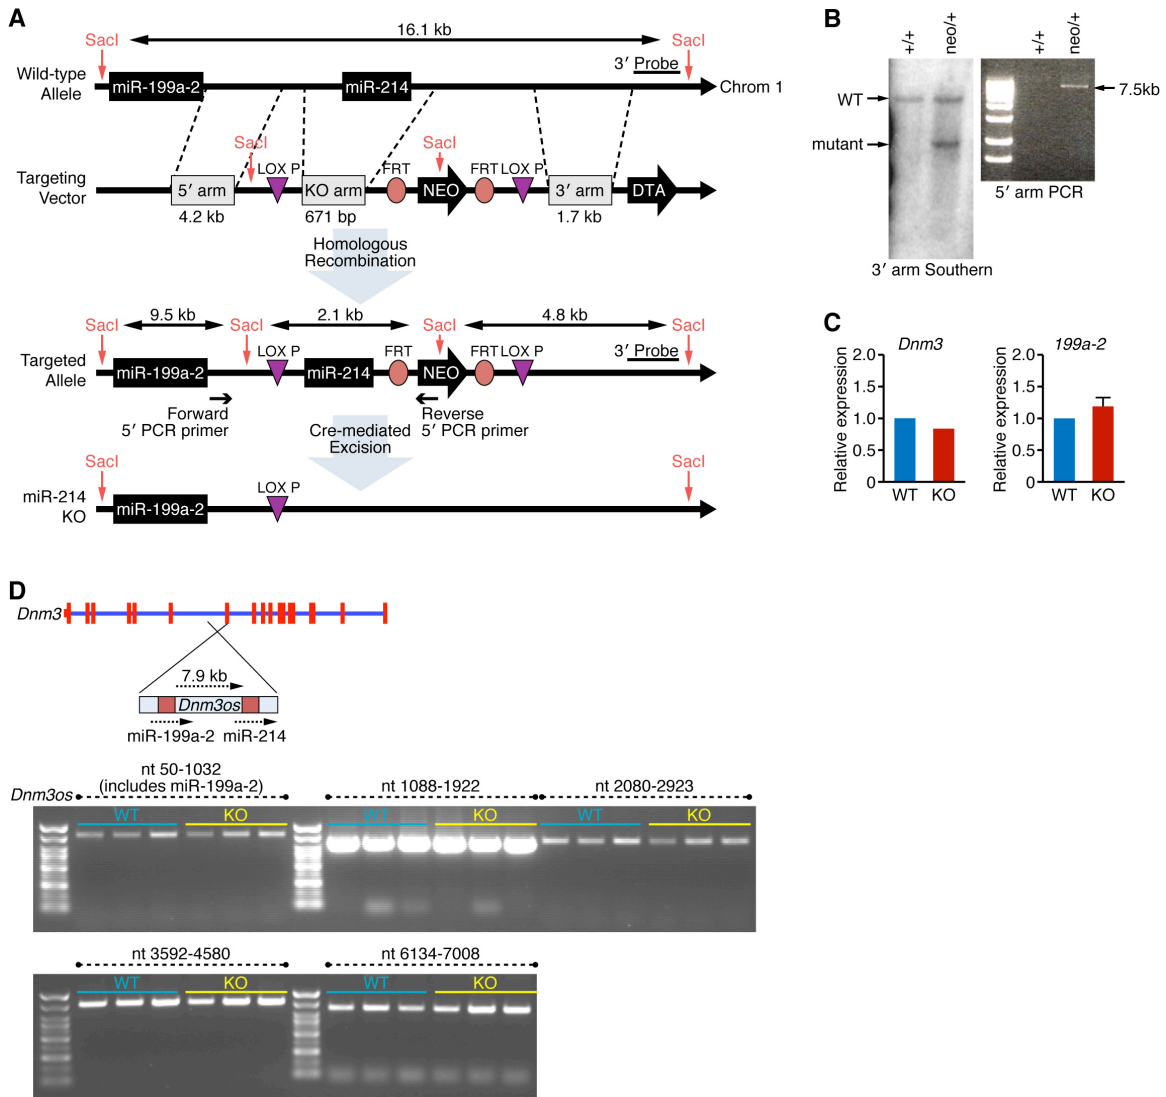 A
SacI
16.1 kb
SacI
3′ Probe
Wild-type
Allele
miR-199a-2
miR-214
Chrom 1
SacI
LOX P
FRT
SacI
FRT
LOX P
Targeting
Vector
5′ arm
KO arm
NEO
3′ arm
DTA
4.2 kb
671 bp
1.7 kb
Homologous
Recombination
SacI
9.5 kb
SacI
2.1 kb
SacI
4.8 kb
SacI
LOX P
FRT
FRT
LOX P
3′ Probe
Targeted
Allele
miR-199a-2
miR-214
NEO
Forward
5′ PCR primer
Reverse
5′ PCR primer
Cre-mediated
Excision
SacI
SacI
LOX P
miR-214
KO
miR-199a-2
B
+/+
neo/+
+/+
neo/+
WT
mutant
7.5kb
5′ arm PCR
3′ arm Southern
C
Dnm3
199a-2
Relative expression
2.0
1.5
1.0
0.5
0
WT
KO
Relative expression
2.0
1.5
1.0
0.5
0
WT
KO
D
Dnm3
7.9 kb
Dnm3os
miR-199a-2
miR-214
nt 50-1032
(includes miR-199a-2)
nt 1088-1922
nt 2080-2923
Dnm3os
WT
KO
WT
KO
WT
KO
nt 3592-4580
nt 6134-7008
WT
KO
WT
KO